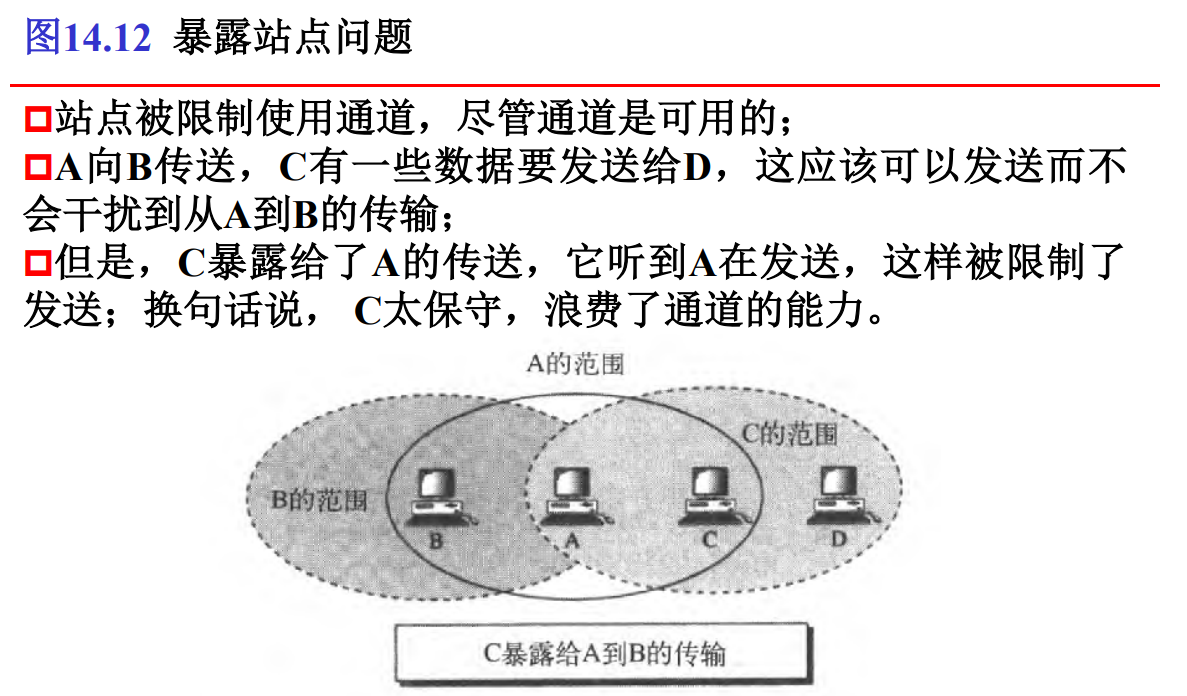 图14.12 暴露站点问题
站点被限制使用通道，尽管通道是可用的；
A向B传送，C有一些数据要发送给D，这应该可以发送而不
会干扰到从A到B的传输；
但是，C暴露给了A的传送，它听到A在发送，这样被限制了
发送；换句话说， C太保守，浪费了通道的能力。
A的范围
C的范围
B的范围
B
A
C
D
C暴露给A到B的传输